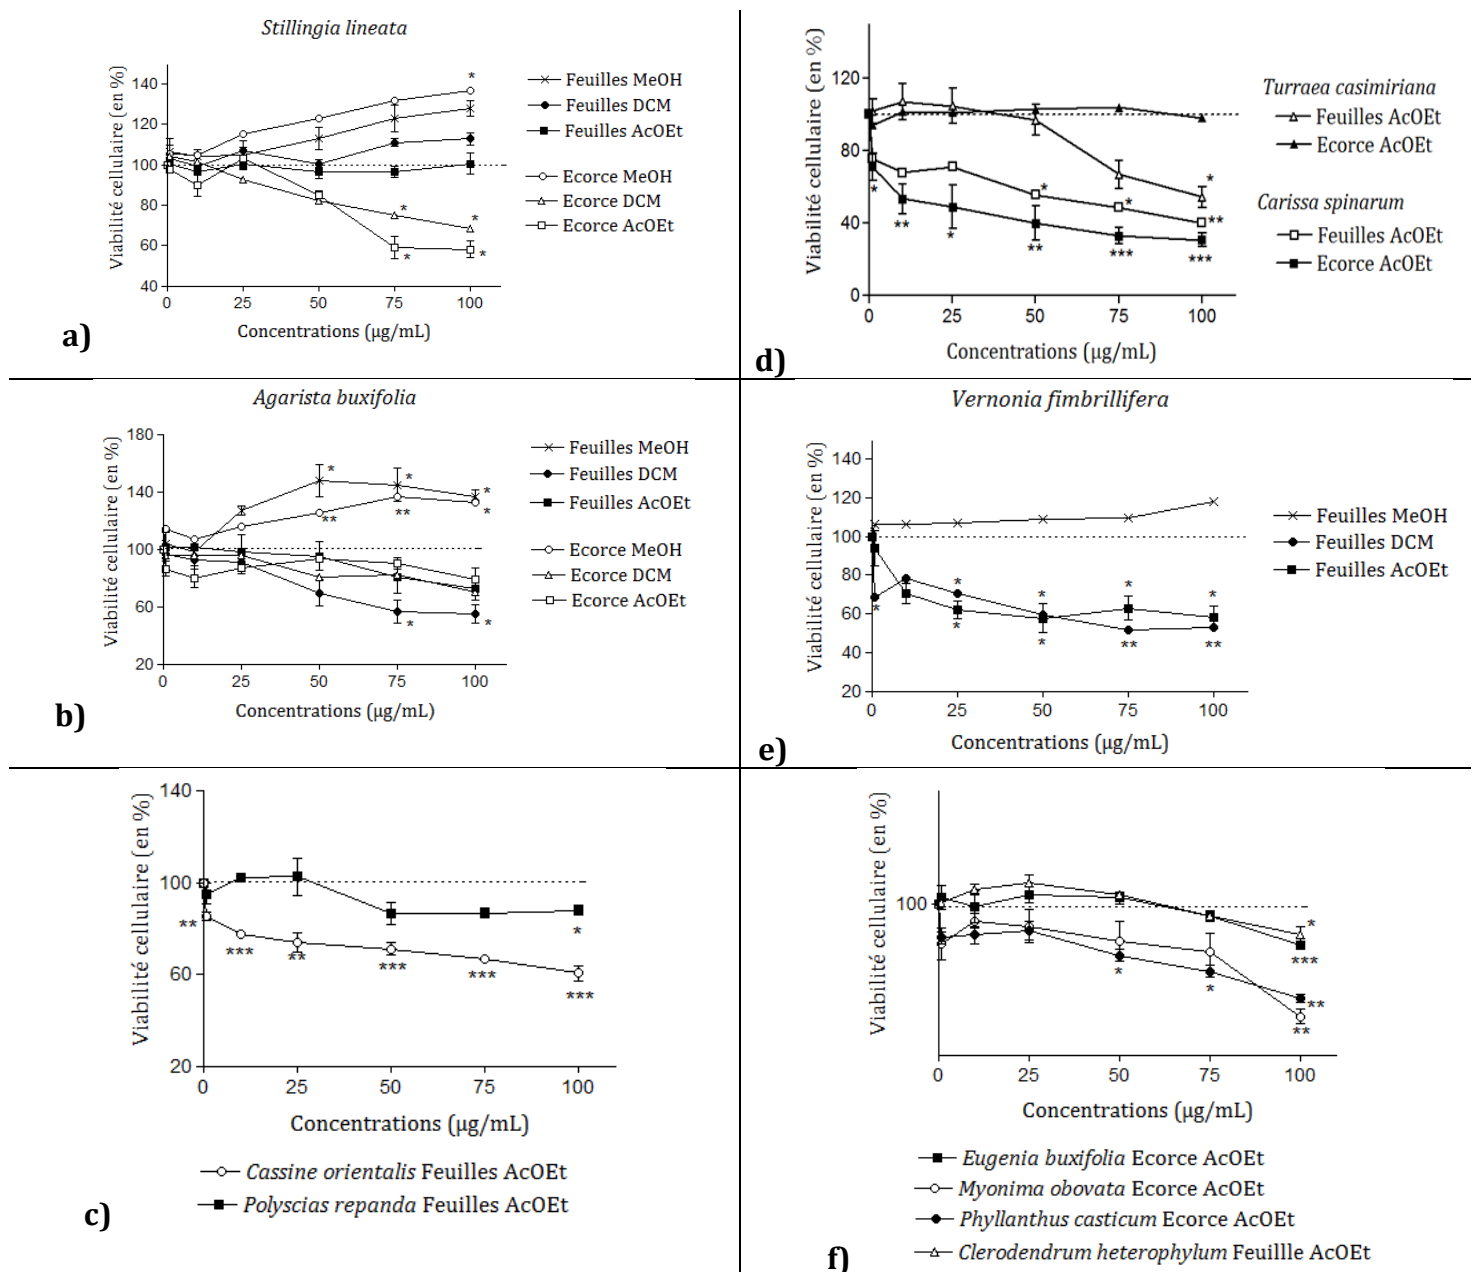 Stillingia lineata
Viabilité cellulaire (en %)
140
120
100
80
60
40
0
25
50
75
100
Concentrations (µg/mL)
*
*
*
*
*
Feuilles MeOH
Feuilles DCM
Feuilles AcOEt
Ecorce MeOH
Ecorce DCM
Ecorce AcOEt
a)
Viabilité cellulaire (en %)
120
80
40
0
0
25
50
75
100
Concentrations (µg/mL)
*
**
*
*
**
*
***
*
**
***
Turraea casimiriana
Feuilles AcOEt
Ecorce AcOEt
Carissa spinarum
Feuilles AcOEt
Ecorce AcOEt
d)
Agarista buxifolia
Viabilité cellulaire (en %)
180
140
100
60
20
0
25
50
75
100
Concentrations (µg/mL)
*
**
*
**
*
*
*
*
Feuilles MeOH
Feuilles DCM
Feuilles AcOEt
Ecorce MeOH
Ecorce DCM
Ecorce AcOEt
b)
Vernonia fimbrillifera
Viabilité cellulaire (en %)
140
120
100
80
60
40
20
0
25
50
75
100
Concentrations (µg/mL)
*
*
*
*
*
*
**
*
**
Feuilles MeOH
Feuilles DCM
Feuilles AcOEt
e)
Viabilité cellulaire (en %)
140
100
60
20
0
25
50
75
100
Concentrations (µg/mL)
**
***
**
***
***
*
***
Cassine orientalis Feuilles AcOEt
Polyscias repanda Feuilles AcOEt
c)
Viabilité cellulaire (en %)
100
0
25
50
75
100
Concentrations (µg/mL)
*
*
*
***
**
**
Eugenia buxifolia Ecorce AcOEt
Myonima obovata Ecorce AcOEt
Phyllanthus casticum Ecorce AcOEt
Clerodendrum heterophylum Feuillle AcOEt
f)